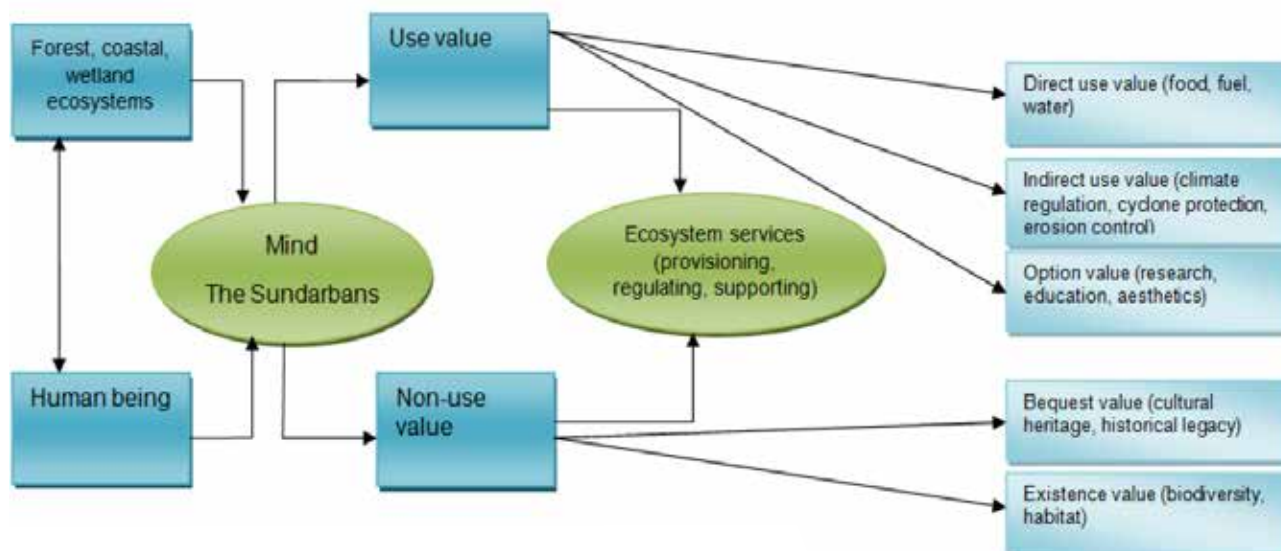 Forest, coastal,
wetland
ecosystems
Use value
Direct use value (food, fuel,
water)
Indirect use value (climate
regulation, cyclone protection,
erosion control)
Mind
The Sundarbans
Ecosystem services
(provisioning,
regulating, supporting)
Option value (research,
education, aesthetics)
Human being
Non-use
value
Bequest value (cultural
heritage, historical legacy)
Existence value (biodiversity,
habitat)